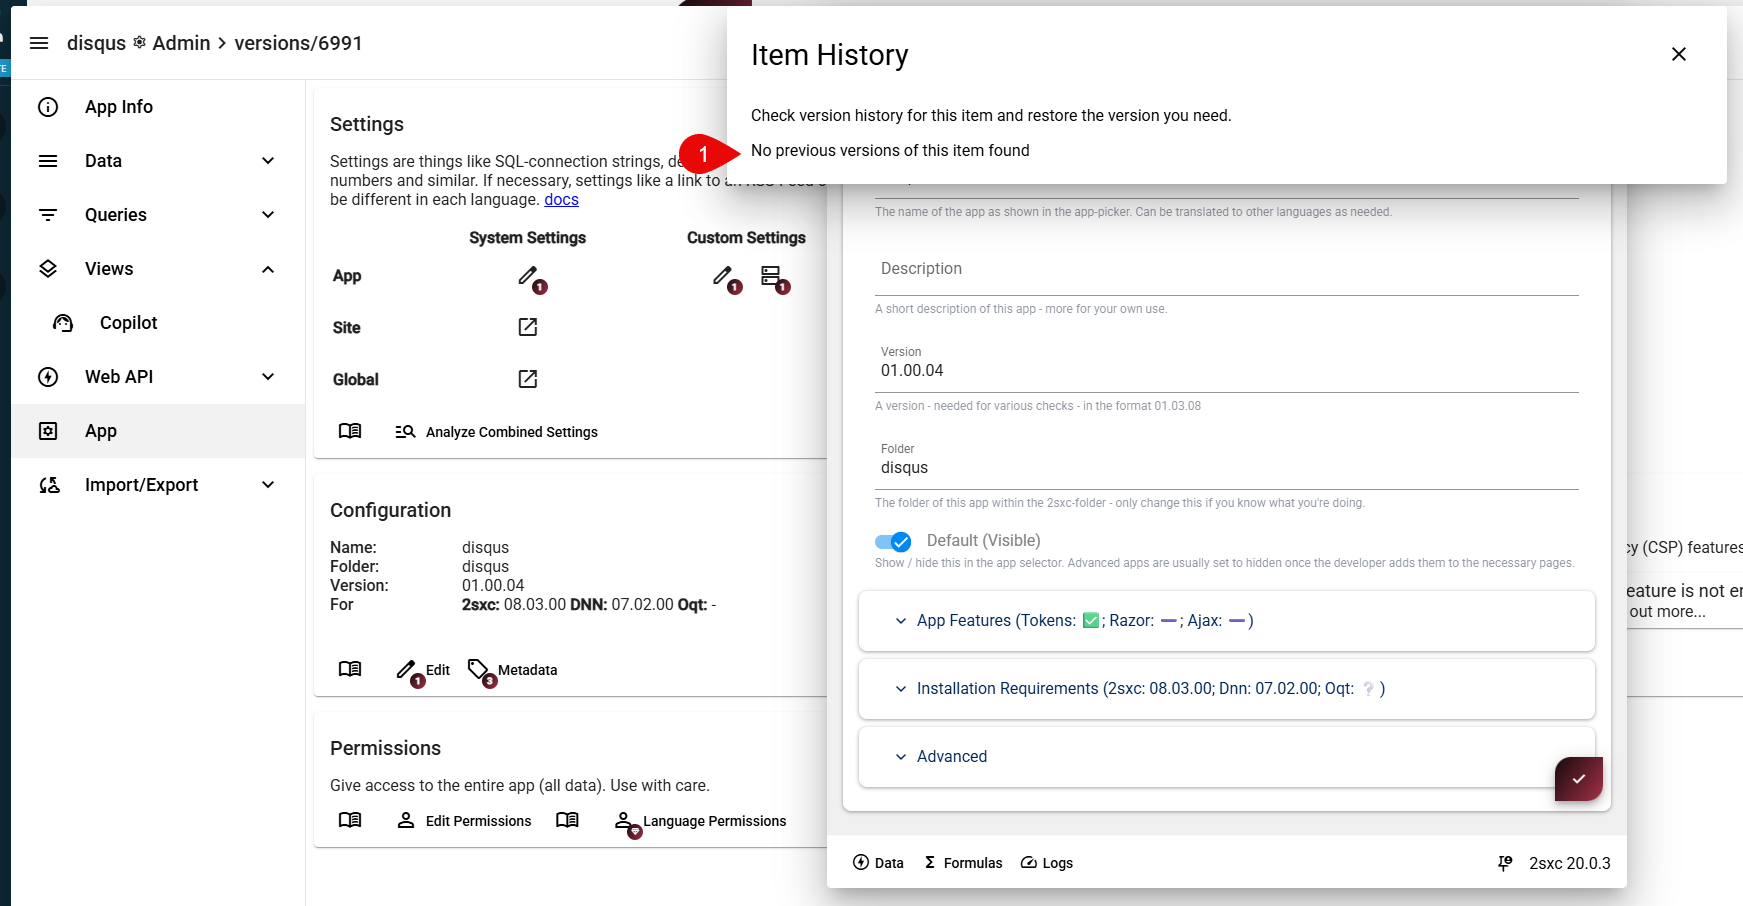 disqus Admin > versions/6991
App Info
Data
Queries
Views
Copilot
Web API
App
Import/Export
Settings
Settings are things like SQL-connection strings, de
numbers and similar. If necessary, settings like a link to an
be different in each language. docs
System Settings Custom Settings
App 1 1 1
Site
Global
Analyze Combined Settings
Configuration
Name: disqus
Folder: disqus
Version: 01.00.04
For 2sxc: 08.03.00 DNN: 07.02.00 Oqt: -
1 Edit 3 Metadata
Permissions
Give access to the entire app (all data). Use with care.
Edit Permissions Language Permissions
Item History
Check version history for this item and restore the version you need.
1 No previous versions of this item found
The name of the app as shown in the app-picker. Can be translated to other languages as needed.
Description
A short description of this app - more for your own use.
Version
01.00.04
A version - needed for various checks - in the format 01.03.08
Folder
disqus
The folder of this app within the 2sxc-folder - only change this if you know what you're doing.
Default (Visible)
Show / hide this in the app selector. Advanced apps are usually set to hidden once the developer adds them to the necessary pages.
App Features (Tokens: ✅; Razor: ➖; Ajax: ➖)
Installation Requirements (2sxc: 08.03.00; Dnn: 07.02.00; Oqt: ❔)
Advanced
Data Formulas Logs 2sxc 20.0.3
cy (CSP) features
eature is not en
out more...
TE